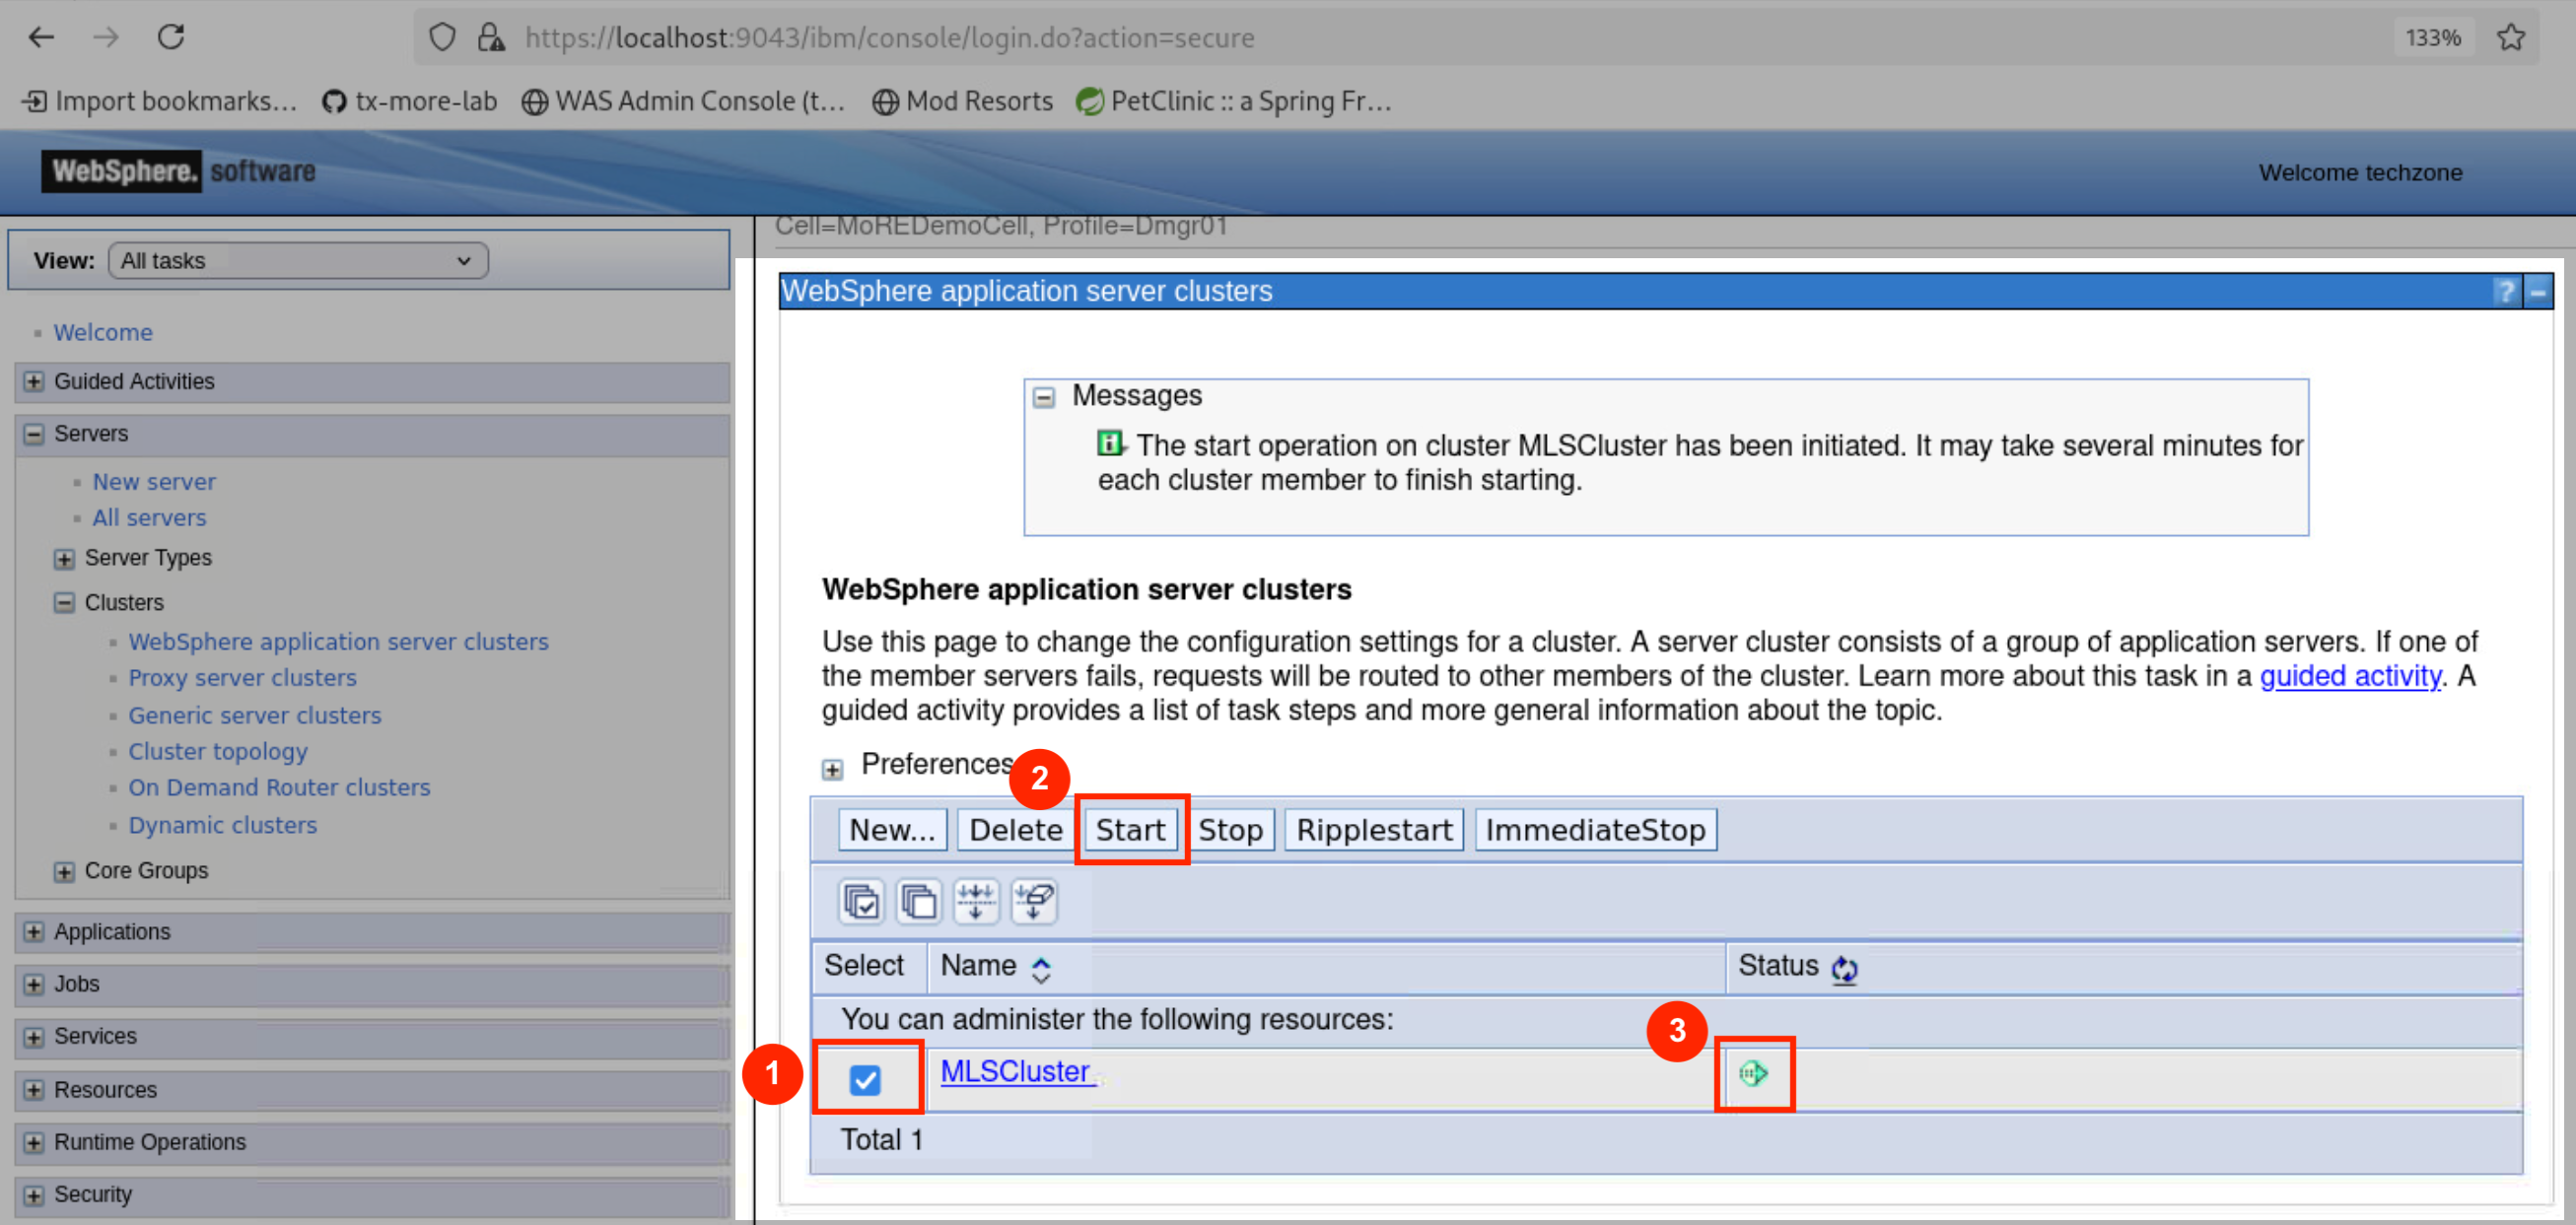 https://localhost:9043/ibm/console/login.do?action=secure
133%
Import bookmarks...
tx-more-lab
WAS Admin Console (t...
Mod Resorts
PetClinic :: a Spring Fr...
WebSphere. software
Welcome techzone
View: All tasks
Welcome
Guided Activities
Servers
New server
All servers
Server Types
Clusters
WebSphere application server clusters
Proxy server clusters
Generic server clusters
Cluster topology
On Demand Router clusters
Dynamic clusters
Core Groups
Applications
Jobs
Services
Resources
Runtime Operations
Security
Cell=MoREDemoCell, Profile=Dmgr01
WebSphere application server clusters
?
Messages
The start operation on cluster MLSCluster has been initiated. It may take several minutes for
each cluster member to finish starting.
WebSphere application server clusters
Use this page to change the configuration settings for a cluster. A server cluster consists of a group of application servers. If one of
the member servers fails, requests will be routed to other members of the cluster. Learn more about this task in a guided activity. A
guided activity provides a list of task steps and more general information about the topic.
Preferences
2
New... Delete Start Stop Ripplestart ImmediateStop
Select Name Status
You can administer the following resources:
3
1
MLSCluster
Total 1